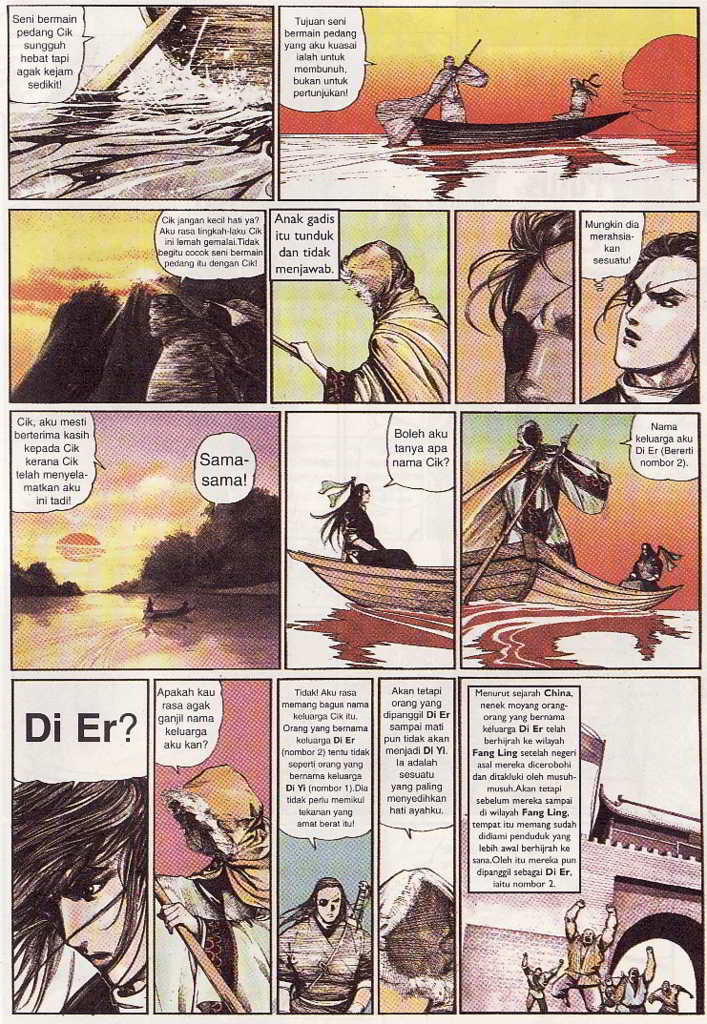 Seni bermain
pedang Cik
sungguh
hebat tapi
agak kejam
sedikit!
Tujuan seni
bermain pedang
yang aku kuasai
ialah untuk
membunuh,
bukan untuk
pertunjukan!
Cik jangan kecil hati ya?
Aku rasa tingkah-laku Cik
ini lemah gemalai.Tidak
begitu cocok seni bermain
pedang itu dengan Cik!
Anak gadis
itu tunduk
dan tidak
menjawab.
Mungkin dia
merahsia-
kan
sesuatu!
Cik, aku mesti
berterima kasih
kepada Cik
kerana Cik
telah menyela-
matkan aku
ini tadi!
Sama-
sama!
Boleh aku
tanya apa
nama Cik?
Nama
keluarga aku
Di Er (Bererti
nombor 2).
Di Er?
Apakah kau
rasa agak
ganjil nama
keluarga
aku kan?
Tidak! Aku rasa
memang bagus nama
keluarga Cik itu.
Orang yang bernama
keluarga Di Er
(nombor 2) tentu tidak
seperti orang yang
bernama keluarga
Di Yi (nombor 1).Dia
tidak perlu memikul
tekanan yang
amat berat itu!
Akan tetapi
orang yang
dipanggil Di Er
sampai mati
pun tidak akan
menjadi Di Yi.
Ia adalah
sesuatu
yang paling
menyedihkan
hati ayahku.
Menurut sejarah China,
nenek moyang orang-
orang yang bernama
keluarga Di Er telah
berhijrah ke wilayah
Fang Ling setelah negeri
asal mereka dicerobohi
dan ditakluki oleh musuh-
musuh.Akan tetapi
sebelum mereka sampai
di wilayah Fang Ling,
tempat itu memang sudah
didiami penduduk yang
lebih awal berhijrah ke
sana.Oleh itu mereka pun
dipanggil sebagai Di Er,
iaitu nombor 2.